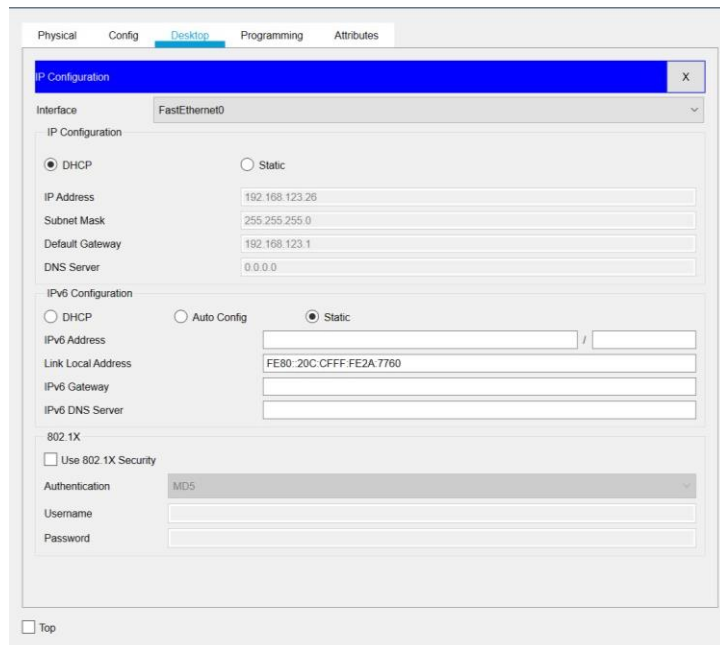 Physical Config Desktop Programming Attributes
IP Configuration X
Interface FastEthernet0
IP Configuration
DHCP Static
IP Address 192.168.123.26
Subnet Mask 255.255.255.0
Default Gateway 192.168.123.1
DNS Server 0.0.0.0
IPv6 Configuration
DHCP Auto Config Static
IPv6 Address /
Link Local Address FE80::20C:CFFF:FE2A:7760
IPv6 Gateway
IPv6 DNS Server
802.1X
Use 802.1X Security
Authentication MD5
Username
Password
Top